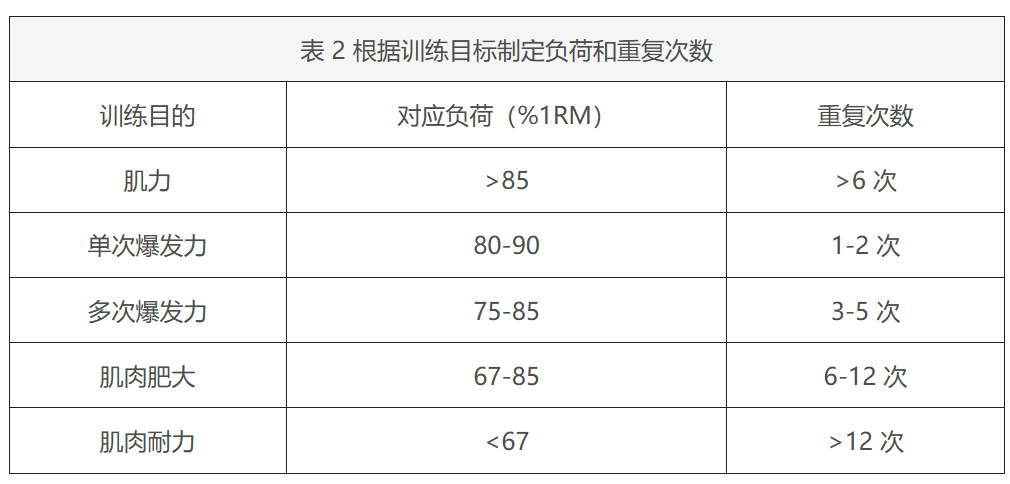 表 2 根据训练目标制定负荷和重复次数
训练目的 对应负荷（%1RM） 重复次数
肌力 >85 >6 次
单次爆发力 80-90 1-2 次
多次爆发力 75-85 3-5 次
肌肉肥大 67-85 6-12 次
肌肉耐力 <67 >12 次